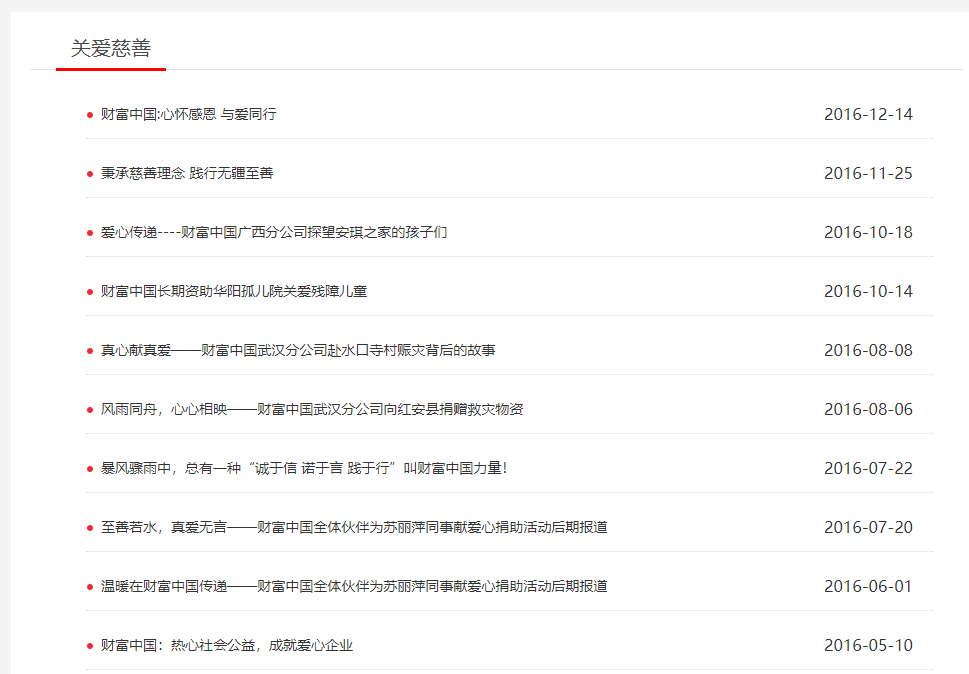 关爱慈善
财富中国:心怀感恩 与爱同行 2016-12-14
秉承慈善理念 践行无疆至善 2016-11-25
爱心传递----财富中国广西分公司探望安琪之家的孩子们 2016-10-18
财富中国长期资助华阳孤儿院关爱残障儿童 2016-10-14
真心献真爱——财富中国武汉分公司赴水口寺村赈灾背后的故事 2016-08-08
风雨同舟，心心相映——财富中国武汉分公司向红安县捐赠救灾物资 2016-08-06
暴风骤雨中，总有一种“诚于信 诺于言 践于行”叫财富中国力量！ 2016-07-22
至善若水，真爱无言——财富中国全体伙伴为苏丽萍同事献爱心捐助活动后期报道 2016-07-20
温暖在财富中国传递——财富中国全体伙伴为苏丽萍同事献爱心捐助活动后期报道 2016-06-01
财富中国：热心社会公益，成就爱心企业 2016-05-10